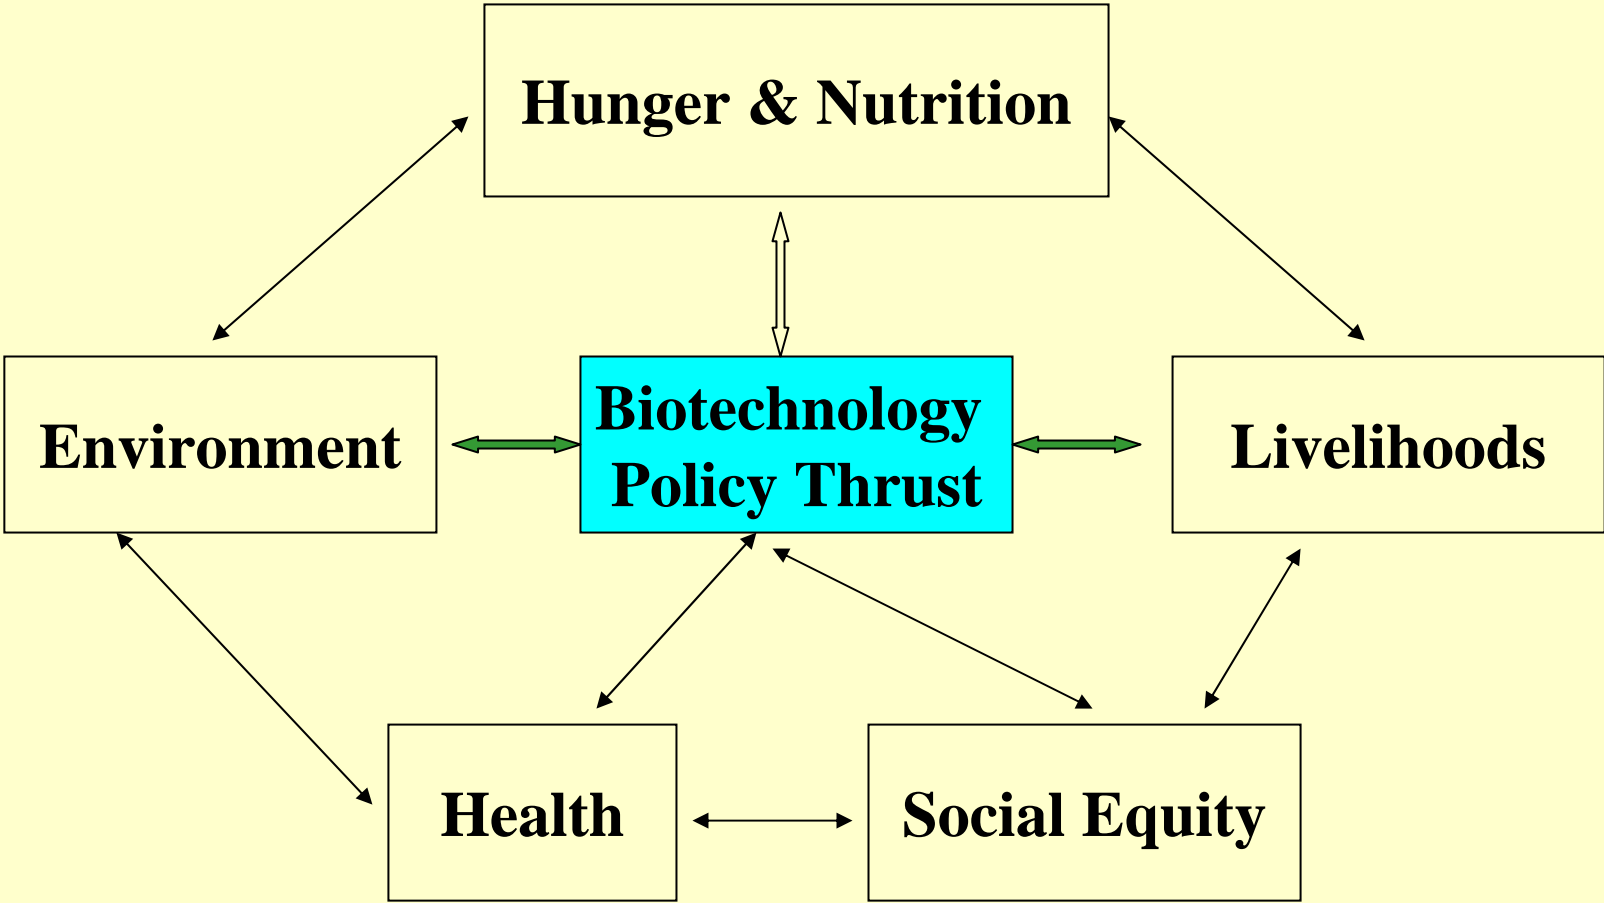 Hunger & Nutrition
Environment
Biotechnology
Policy Thrust
Livelihoods
Health
Social Equity